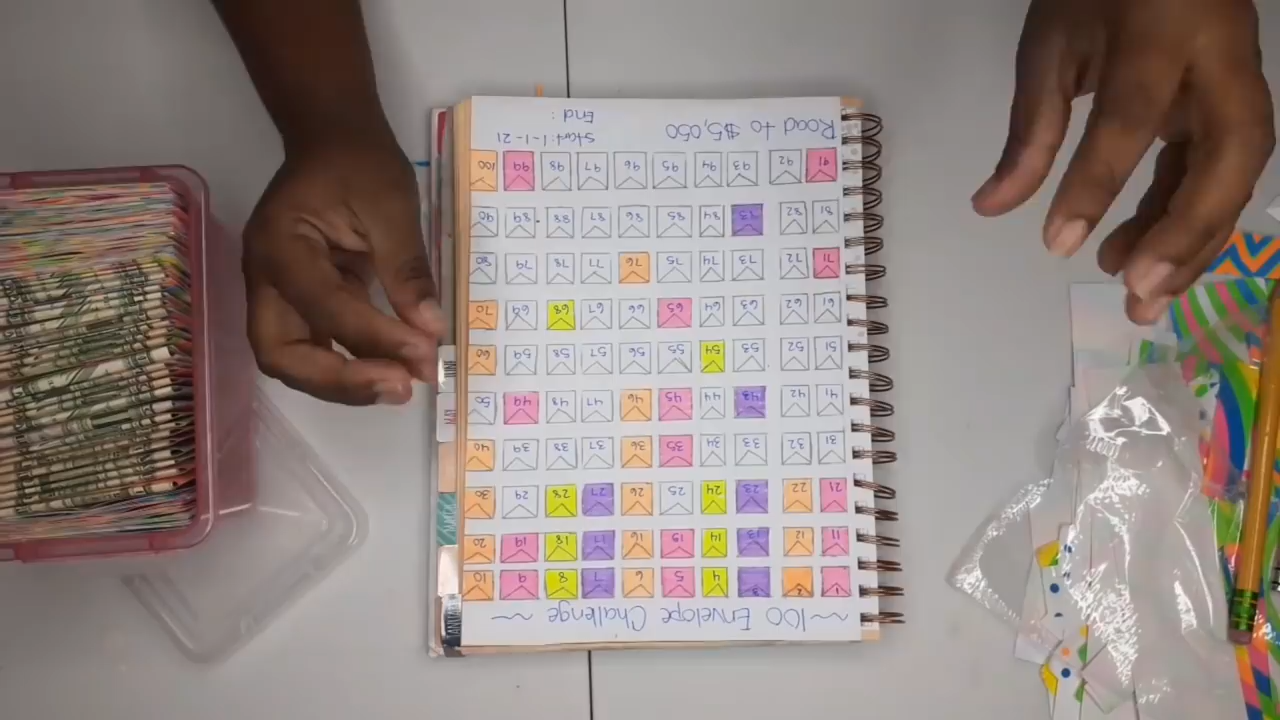 ~100 Envelope Challenge ~
1 2 3 4 5 6 7 8 9 10
11 12 13 14 15 16 17 18 19 20
21 22 23 24 25 26 27 28 29 30
31 32 33 34 35 36 37 38 39 40
41 42 43 44 45 46 47 48 49 50
51 52 53 54 55 56 57 58 59 60
61 62 63 64 65 66 67 68 69 70
71 72 73 74 75 76 77 78 79 80
81 82 83 84 85 86 87 88 89 90
91 92 93 94 95 96 97 98 99 100
Road to $5,050
Start: 1-1-21
End :